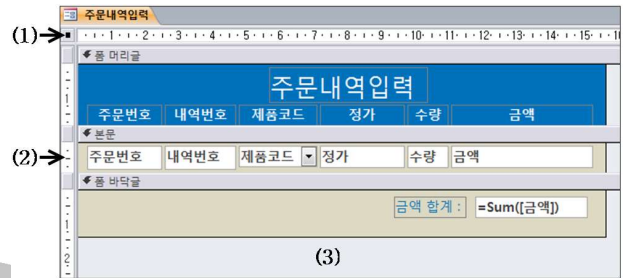 주문내역입력
(1) 1 2 3 4 5 6 7 8 9 10 11 12 13 14 15 16
폼 머리글
주문내역입력
주문번호 내역번호 제품코드 정가 수량 금액
본문
(2) 주문번호 내역번호 제품코드 정가 수량 금액
폼 바닥글
금액 합계 : =Sum([금액])
1
(3)
2